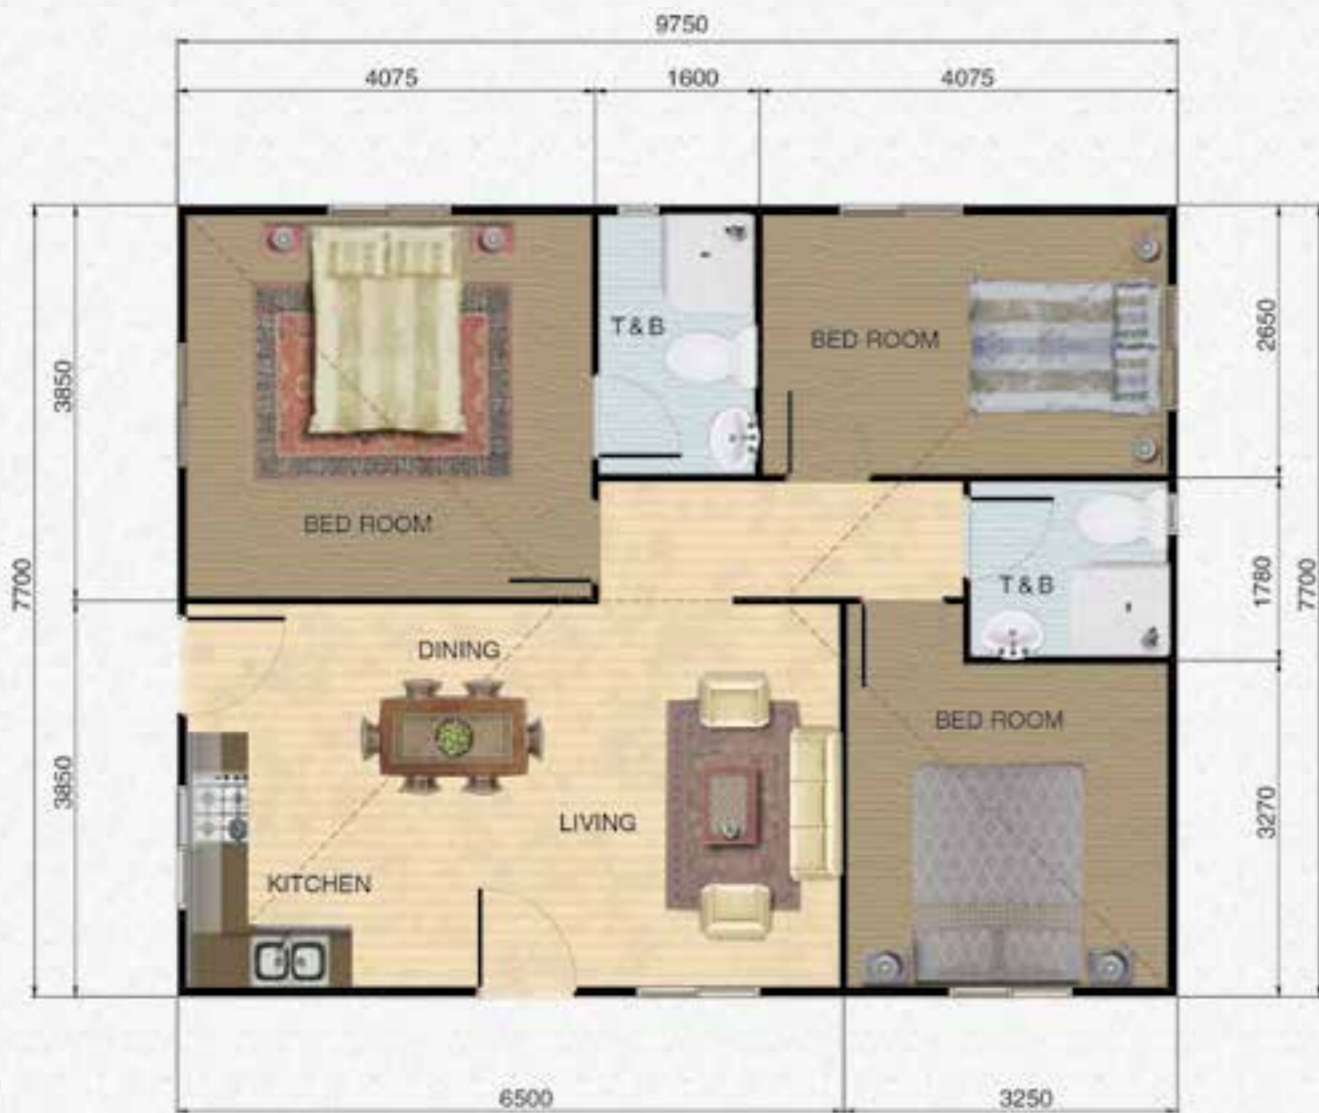 9750
4075 1600 4075
T & B
BED ROOM
BED ROOM
T & B
DINING
BED ROOM
LIVING
KITCHEN
3850
7700
3850
2650
1780
7700
3270
6500 3250